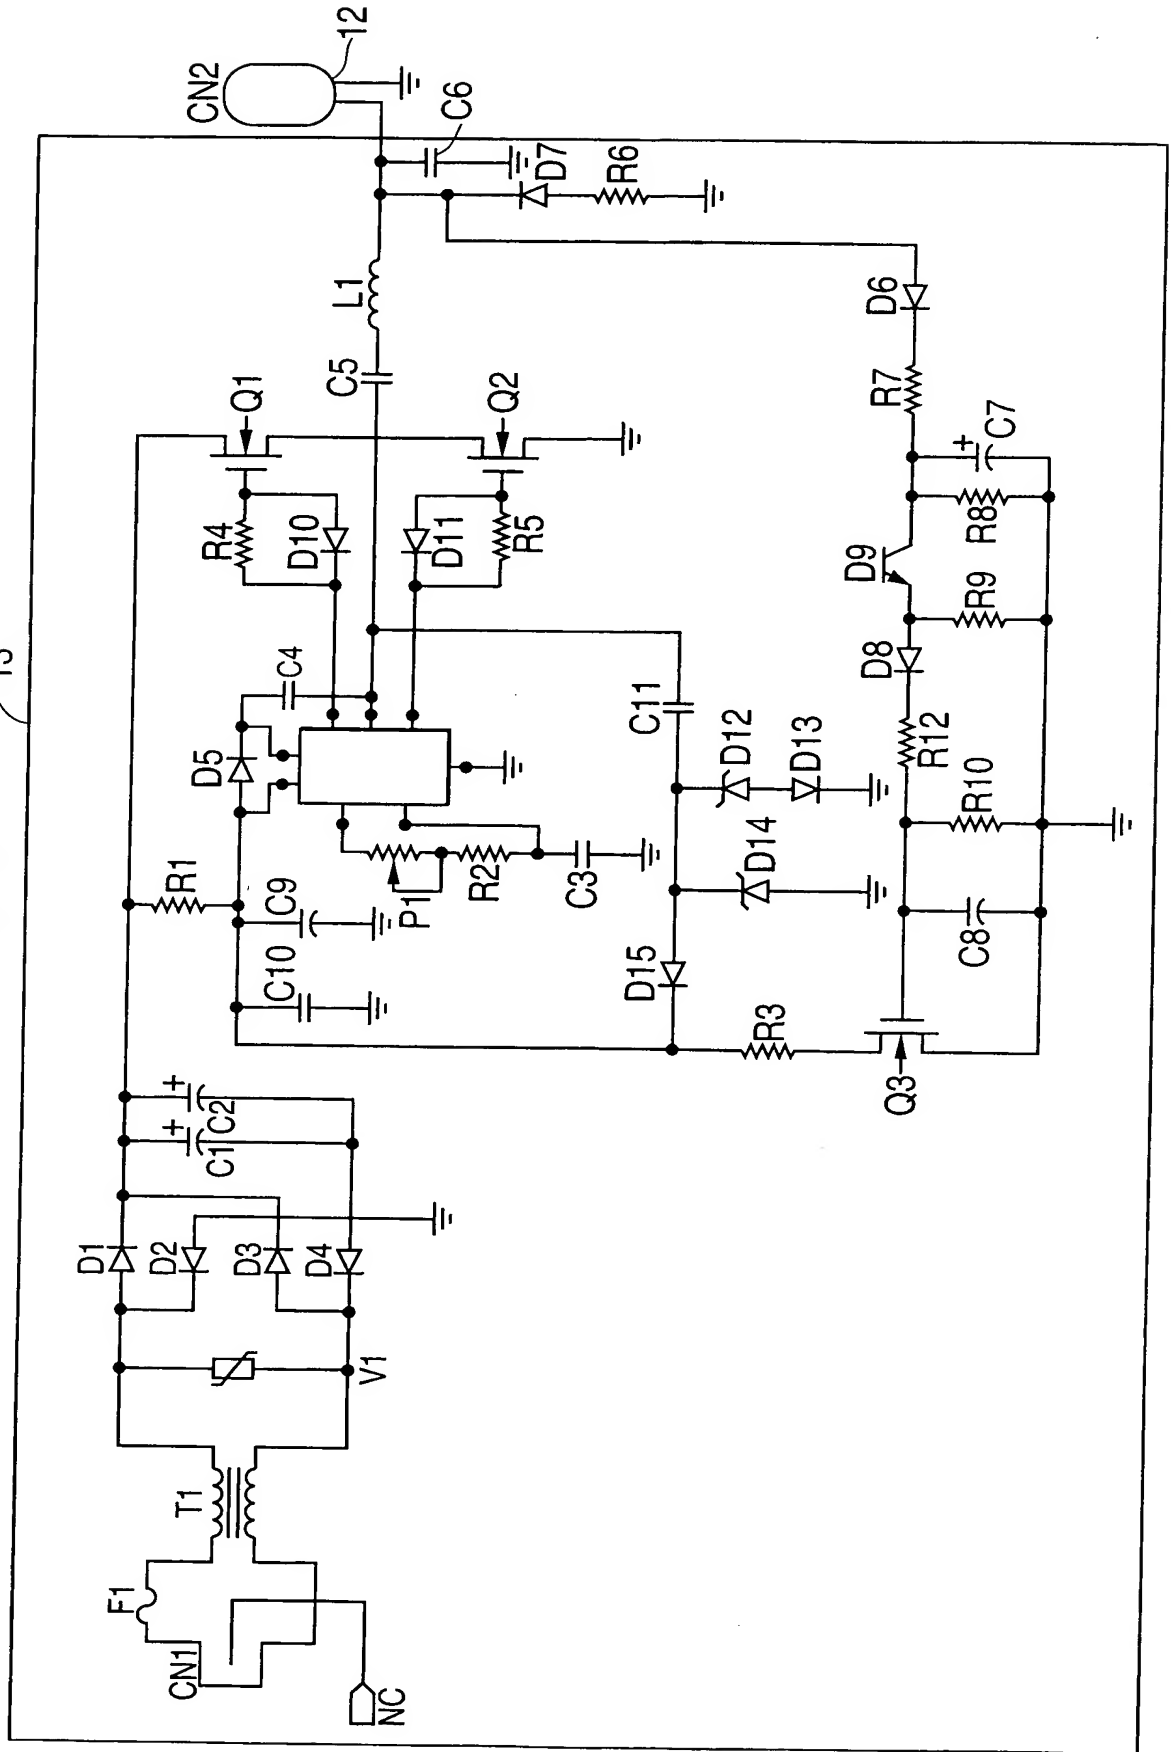 12
CN2
C6
D7
R6
L1
D6
Q1
C5
Q2
R7
C7
+
R4
D10
D11
R5
R8
D9
R9
C4
D5
C11
D12
D13
D8
R12
R10
R1
C9
P1
R2
C3
D14
C10
D15
C8
R3
Q3
+
C2
+
C1
D1
D2
D3
D4
V1
T1
F1
CN1
NC